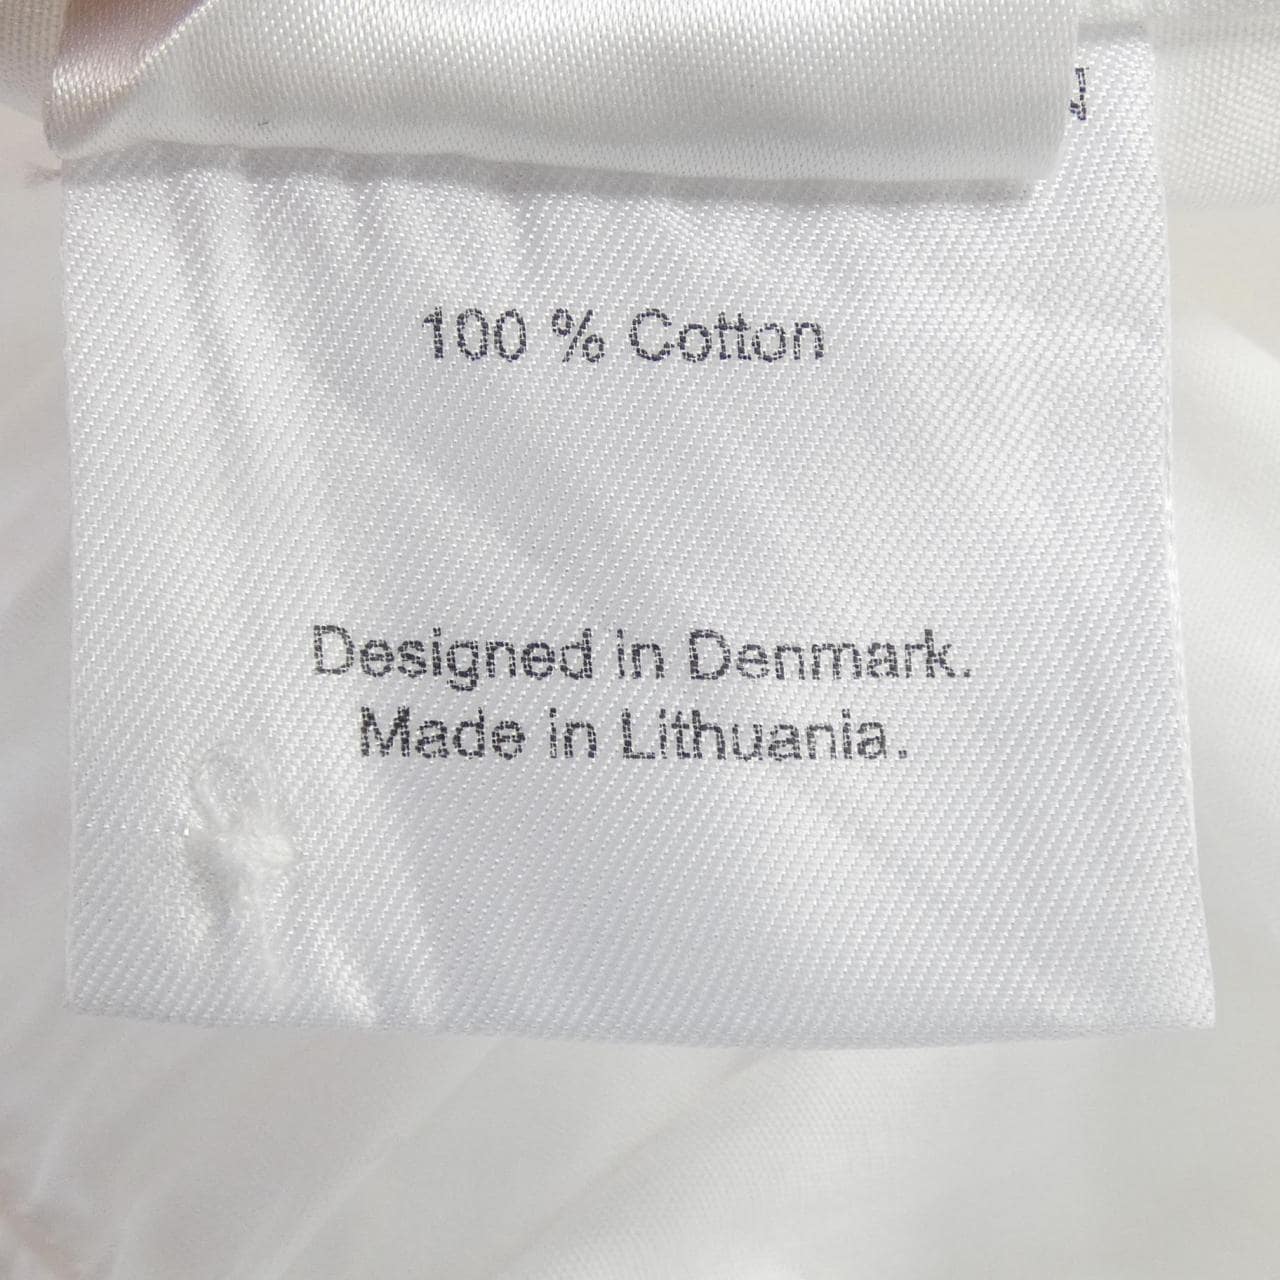 100 % Cotton
Designed in Denmark.
Made in Lithuania.